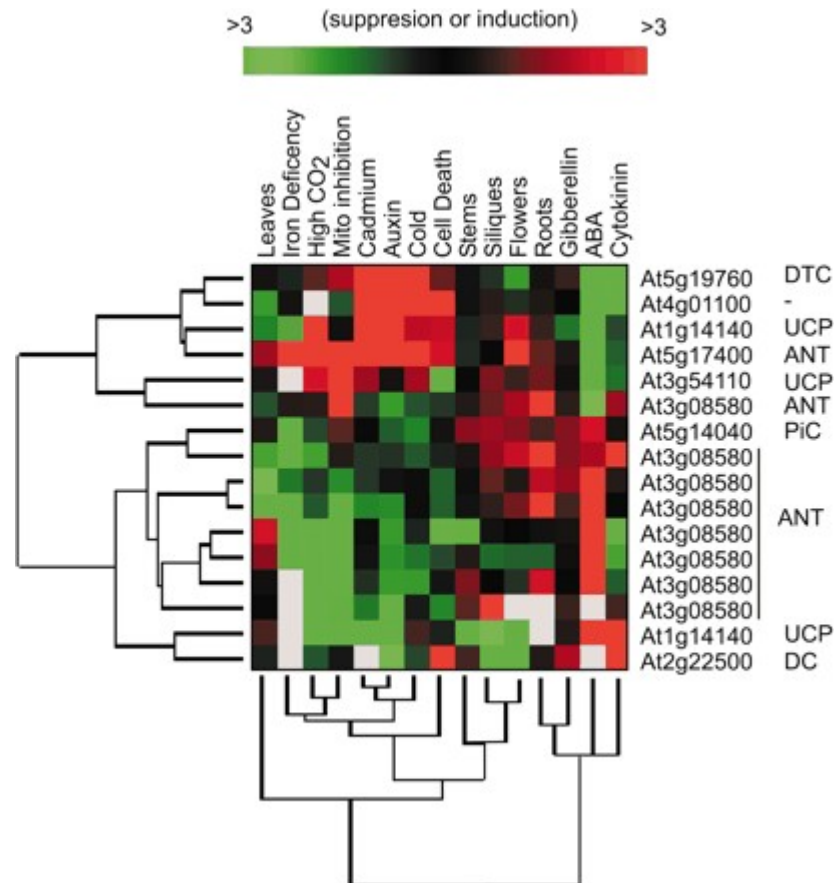 (suppresion or induction)
>3 >3
Leaves
Iron Deficency
High CO2
Mito inhibition
Cadmium
Auxin
Cold
Cell Death
Stems
Siliques
Flowers
Roots
Gibberellin
ABA
Cytokinin
At5g19760 DTC
At4g01100 -
At1g14140 UCP
At5g17400 ANT
At3g54110 UCP
At3g08580 ANT
At5g14040 PiC
At3g08580
At3g08580
At3g08580
ANT
At3g08580
At3g08580
At3g08580
At3g08580
At1g14140 UCP
At2g22500 DC